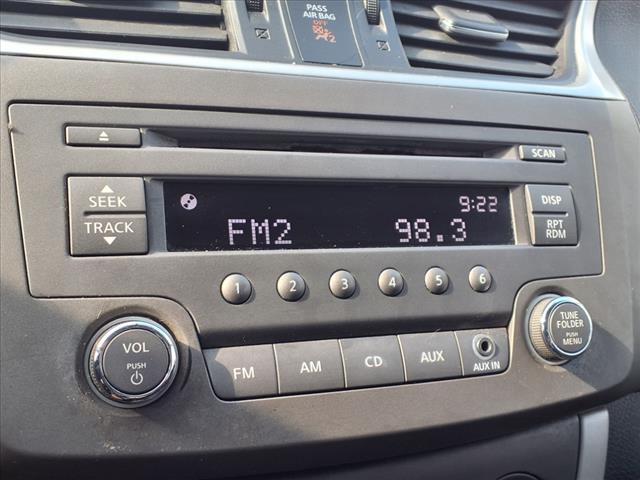 PASS
AIR BAG
OFF
2
SCAN
SEEK
TRACK
9:22
FM2 98.3
DISP
RPT
RDM
1 2 3 4 5 6
VOL
PUSH
FM AM CD AUX
AUX IN
TUNE
FOLDER
PUSH
MENU